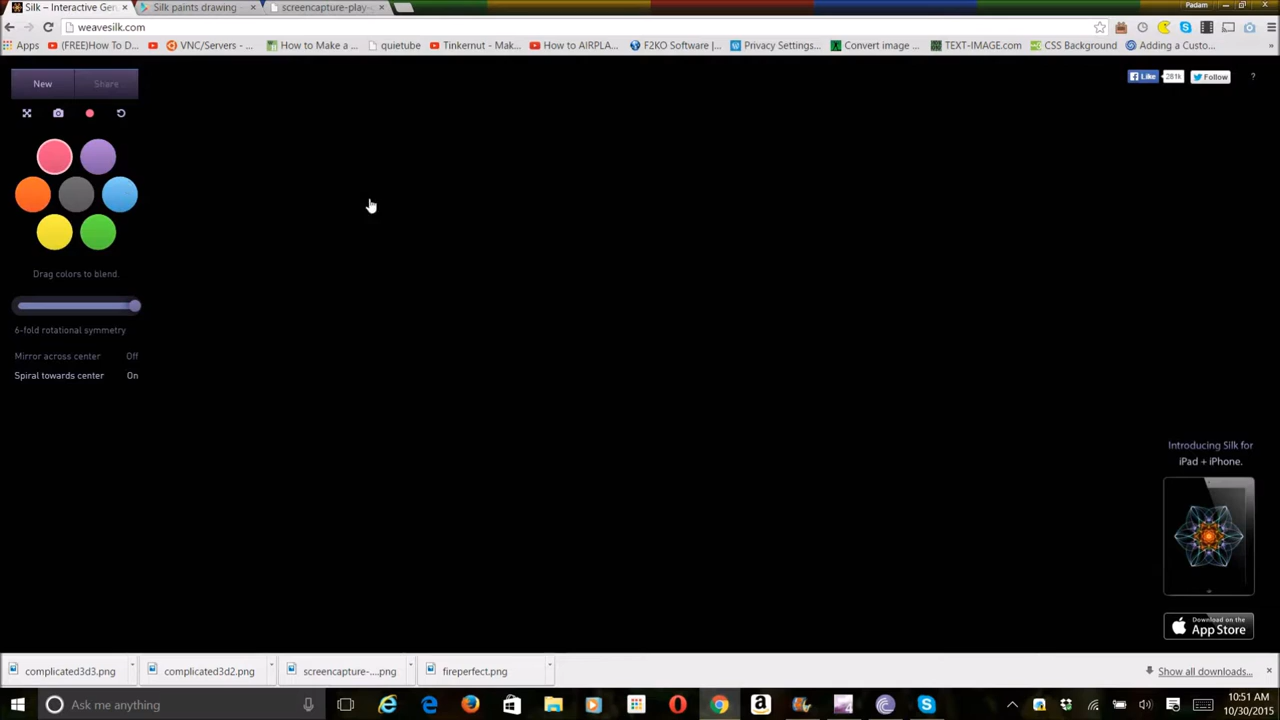 Silk – Interactive Gen
Silk paints drawing -
screencapture-play-
Padam
weavesilk.com
Apps
(FREE)How To D...
VNC/Servers - ...
How to Make a ...
quietube
Tinkernut - Mak...
How to AIRPLA...
F2KO Software |...
Privacy Settings...
Convert image ...
TEXT-IMAGE.com
CSS Background
Adding a Custo...
»
New
Share
Like
281k
Follow
?
Drag colors to blend.
6-fold rotational symmetry
Mirror across center Off
Spiral towards center On
Introducing Silk for
iPad + iPhone.
Download on the
App Store
complicated3d3.png
complicated3d2.png
screencapture-....png
fireperfect.png
Show all downloads...
Ask me anything
10:51 AM
10/30/2015